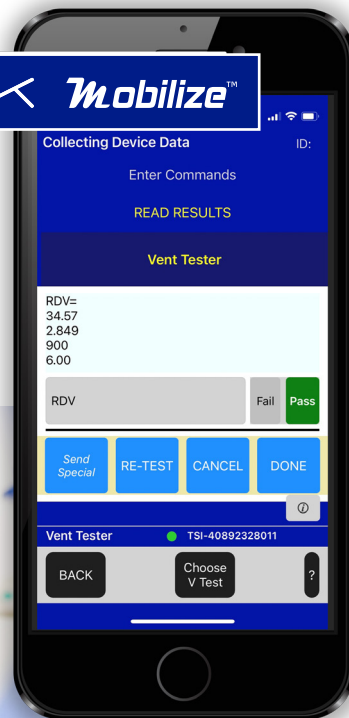 Mobilize™
Collecting Device Data ID:
Enter Commands
READ RESULTS
Vent Tester
RDV=
34.57
2.849
900
6.00
RDV Fail Pass
Send
Special RE-TEST CANCEL DONE
i
Vent Tester TSI-40892328011
BACK Choose
V Test ?